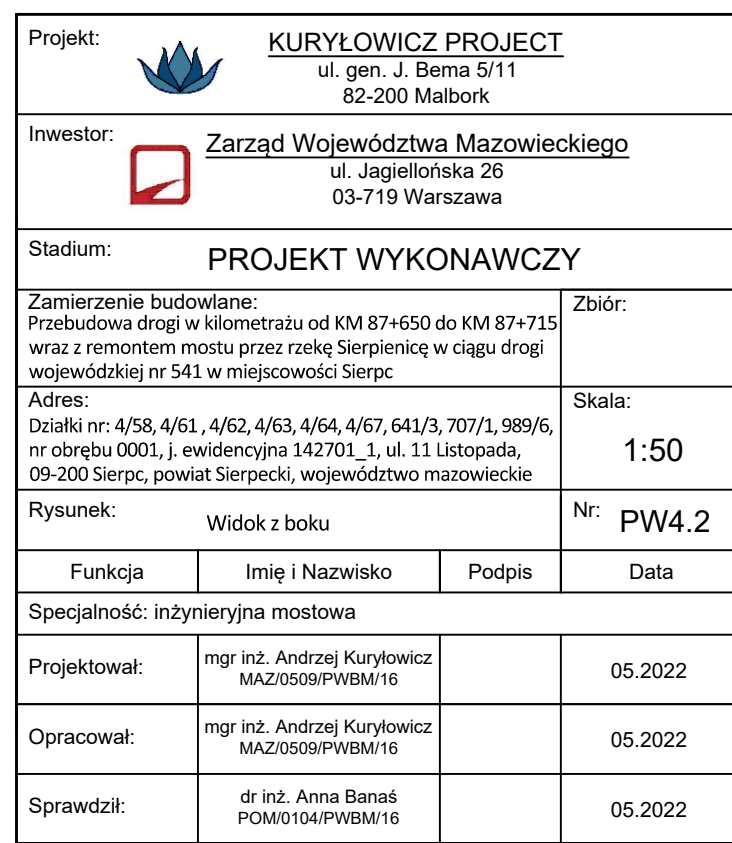 Projekt:
KURYŁOWICZ PROJECT
ul. gen. J. Bema 5/11
82-200 Malbork
Inwestor:
Zarząd Województwa Mazowieckiego
ul. Jagiellońska 26
03-719 Warszawa
Stadium:
PROJEKT WYKONAWCZY
Zamierzenie budowlane:
Przebudowa drogi w kilometrażu od KM 87+650 do KM 87+715
wraz z remontem mostu przez rzekę Sierpienicę w ciągu drogi
wojewódzkiej nr 541 w miejscowości Sierpc
Zbiór:
Adres:
Działki nr: 4/58, 4/61 , 4/62, 4/63, 4/64, 4/67, 641/3, 707/1, 989/6,
nr obrębu 0001, j. ewidencyjna 142701_1, ul. 11 Listopada,
09-200 Sierpc, powiat Sierpecki, województwo mazowieckie
Skala:
1:50
Rysunek:
Widok z boku
Nr: PW4.2
Funkcja Imię i Nazwisko Podpis Data
Specjalność: inżynieryjna mostowa
Projektował:
mgr inż. Andrzej Kuryłowicz
MAZ/0509/PWBM/16
05.2022
Opracował:
mgr inż. Andrzej Kuryłowicz
MAZ/0509/PWBM/16
05.2022
Sprawdził:
dr inż. Anna Banaś
POM/0104/PWBM/16
05.2022